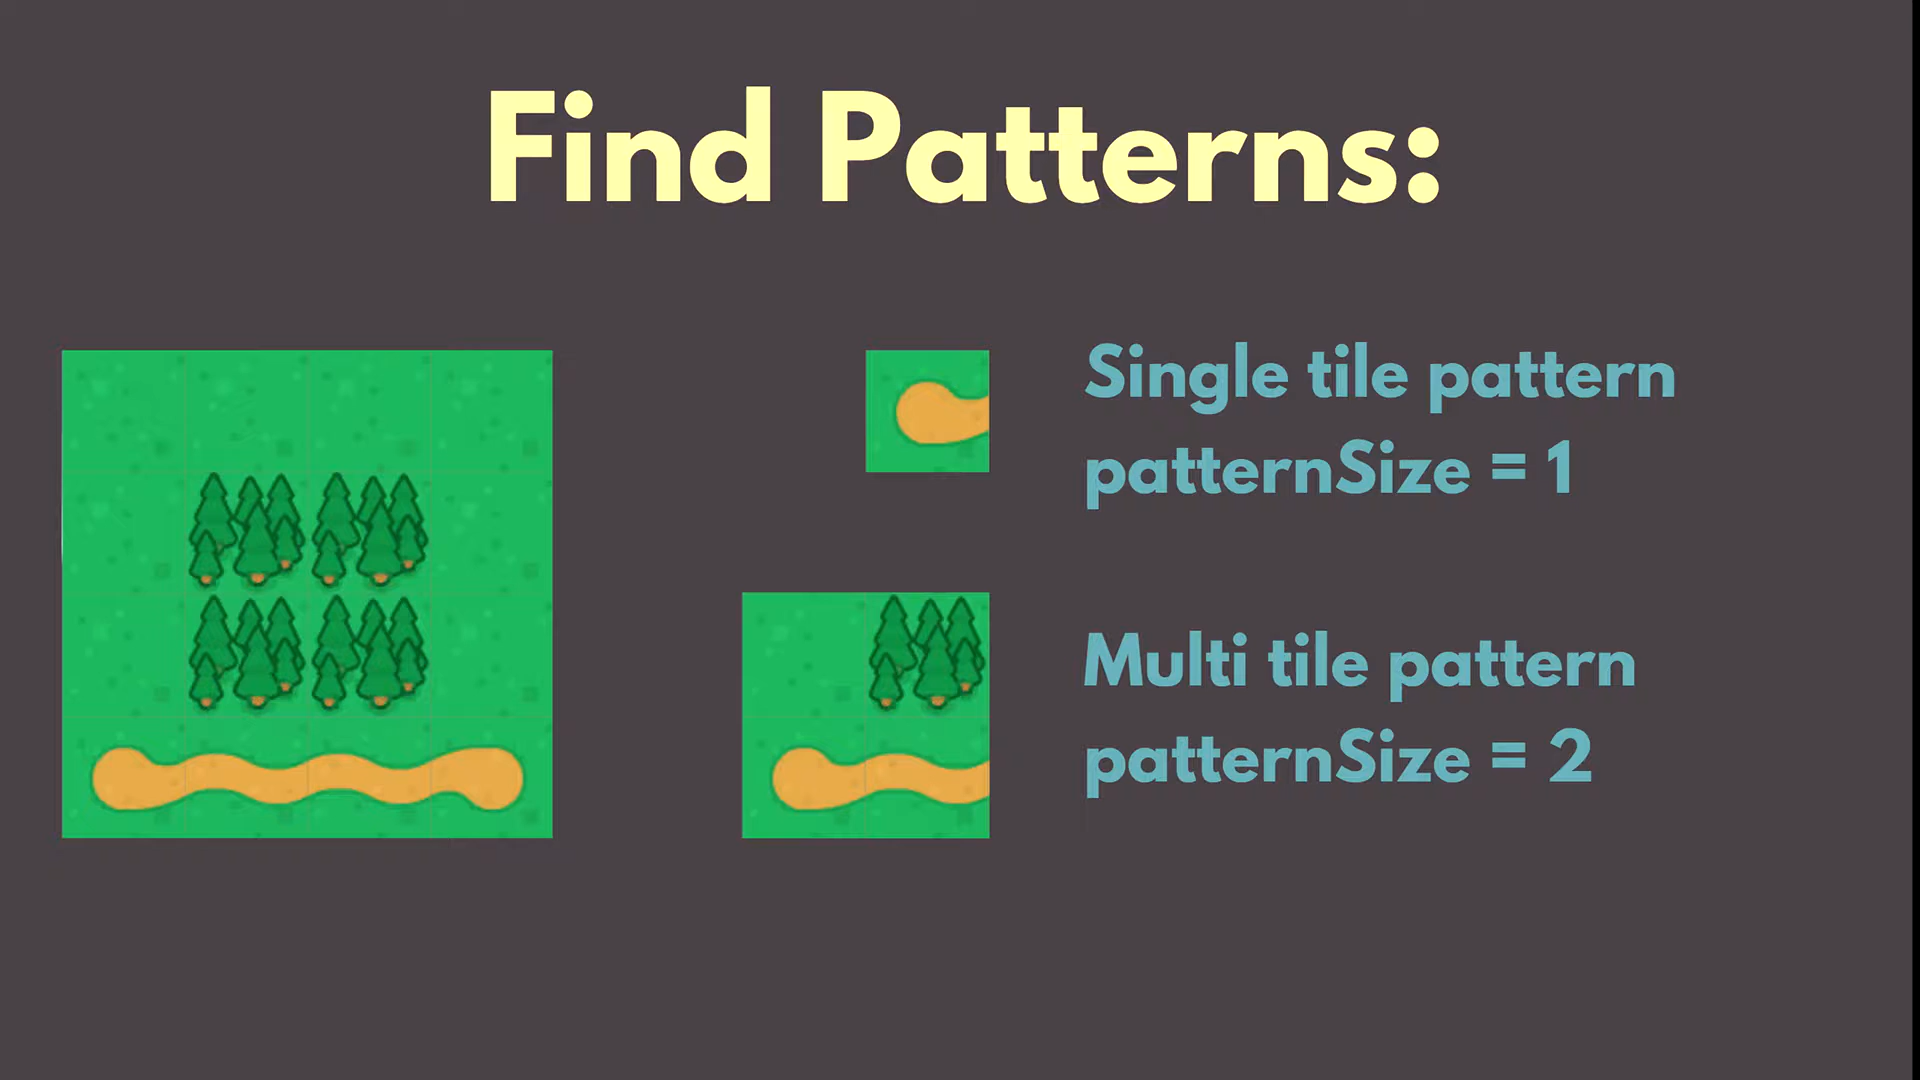 Find Patterns:
Single tile pattern
patternSize = 1
Multi tile pattern
patternSize = 2